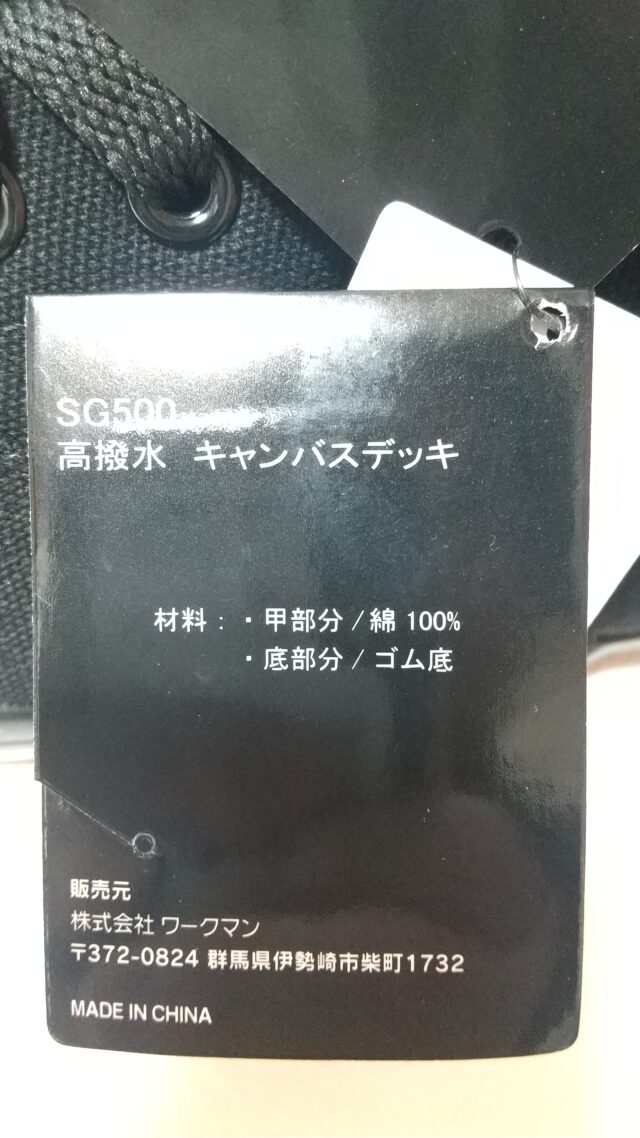 SG500
高撥水 キャンバスデッキ
材料：・甲部分/綿 100%
・底部分/ゴム底
販売元
株式会社 ワークマン
〒372-0824 群馬県伊勢崎市柴町1732
MADE IN CHINA